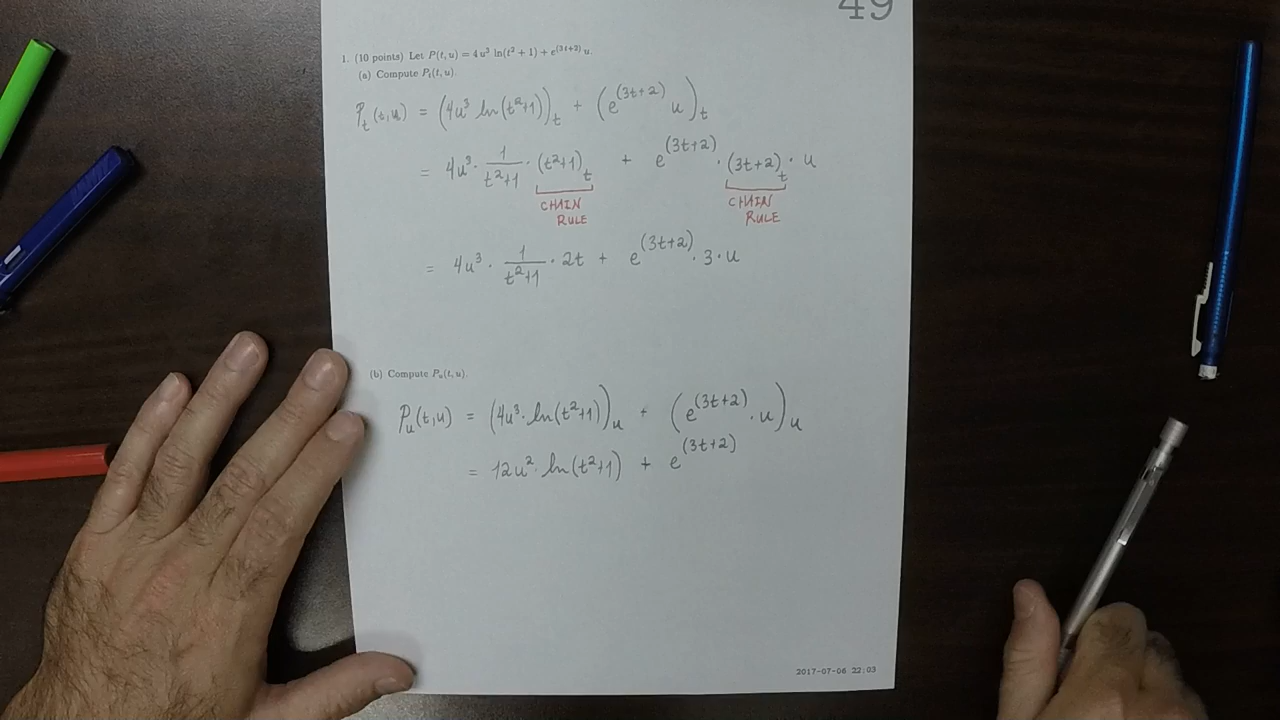 49
1. (10 points) Let P(t, u) = 4u³ ln(t² + 1) + e^(3t+2) u.
(a) Compute Pₜ(t, u).
Pₜ(t,u) = (4u³ ln(t²+1))ₜ + (e^(3t+2) u)ₜ
= 4u³ · 1/(t²+1) · (t²+1)ₜ + e^(3t+2) · (3t+2)ₜ · u
CHAIN RULE CHAIN RULE
= 4u³ · 1/(t²+1) · 2t + e^(3t+2) · 3 · u
(b) Compute Pᵤ(t, u).
Pᵤ(t,u) = (4u³ · ln(t²+1))ᵤ + (e^(3t+2) · u)ᵤ
= 12u² · ln(t²+1) + e^(3t+2)
2017-07-06 22:03